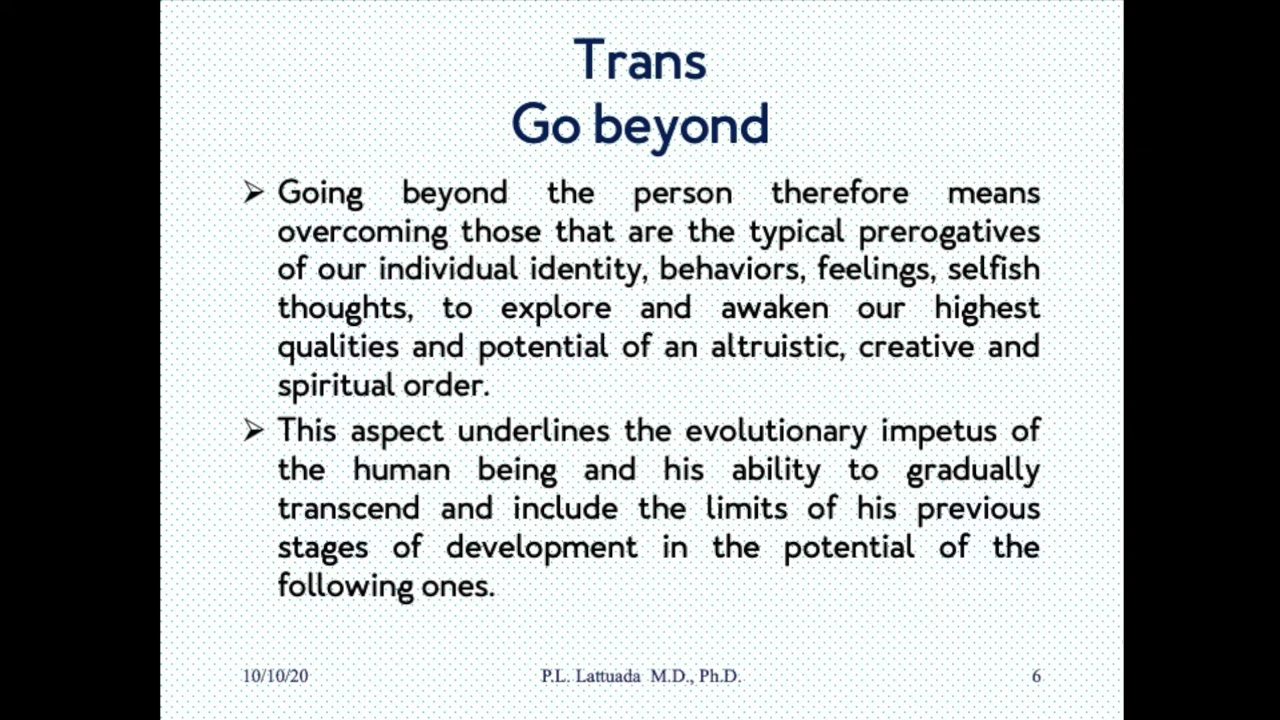 Trans
Go beyond
➢ Going beyond the person therefore means
overcoming those that are the typical prerogatives
of our individual identity, behaviors, feelings, selfish
thoughts, to explore and awaken our highest
qualities and potential of an altruistic, creative and
spiritual order.
➢ This aspect underlines the evolutionary impetus of
the human being and his ability to gradually
transcend and include the limits of his previous
stages of development in the potential of the
following ones.
10/10/20 P.L. Lattuada M.D., Ph.D. 6